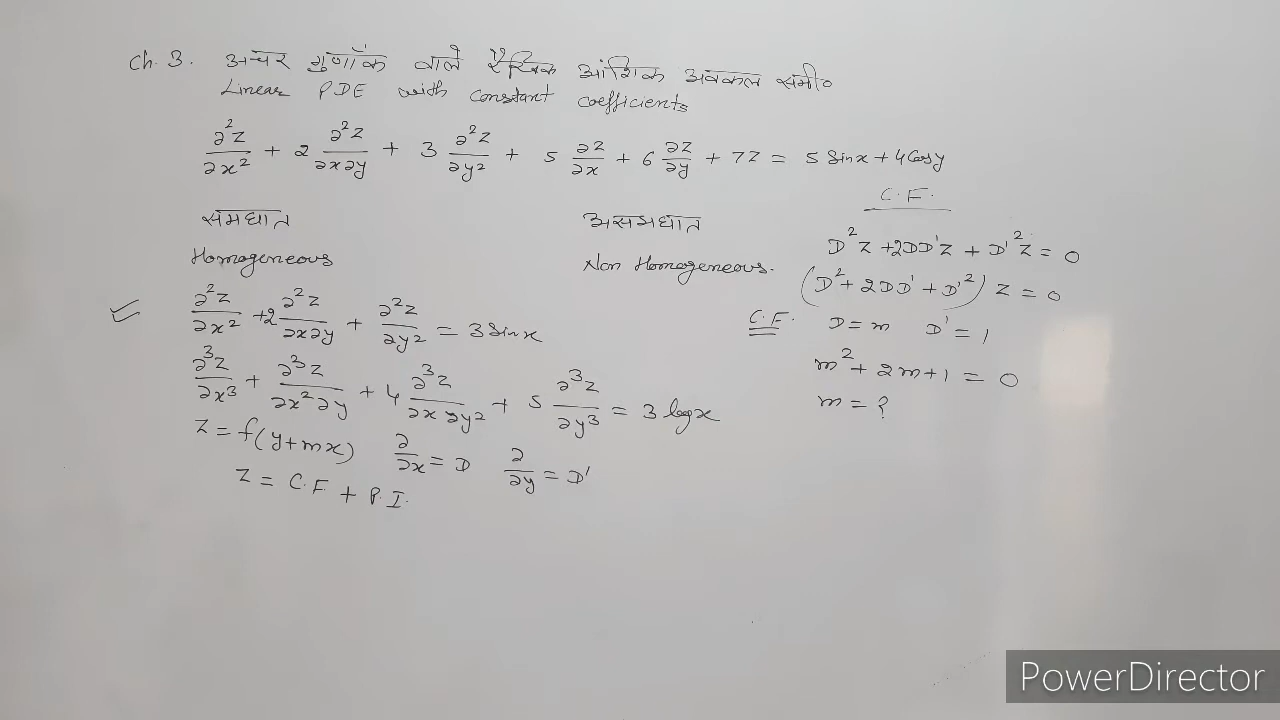 ch. 3. अचर गुणाँक वाले रैखिक आंशिक अवकल समी०
Linear PDE with constant coefficients
∂²z/∂x² + 2 ∂²z/∂x∂y + 3 ∂²z/∂y² + 5 ∂z/∂x + 6 ∂z/∂y + 7z = 5 Sinx + 4 Cosy
समघात
Homogeneous
असमघात
Non Homogeneous.
∂²z/∂x² + 2 ∂²z/∂x∂y + ∂²z/∂y² = 3 Sinx
∂³z/∂x³ + ∂³z/∂x²∂y + 4 ∂³z/∂x∂y² + 5 ∂³z/∂y³ = 3 logx
z = f(y+mx) ∂/∂x = D ∂/∂y = D'
z = C.F. + P.I.
C.F.
D²z + 2DD'z + D'²z = 0
(D² + 2DD' + D'²) z = 0
C.F. D = m D' = 1
m² + 2m + 1 = 0
m = ?
PowerDirector